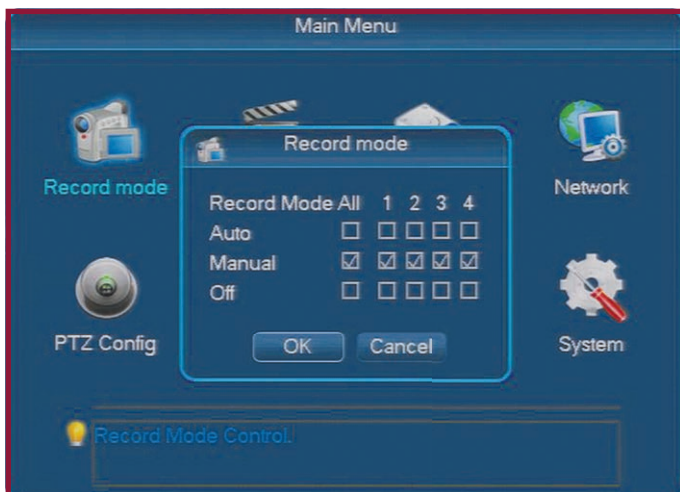 Main Menu
Record mode
Network
Record mode
Record Mode All 1 2 3 4
Auto
Manual
Off
OK Cancel
PTZ Config
System
Record Mode Control.